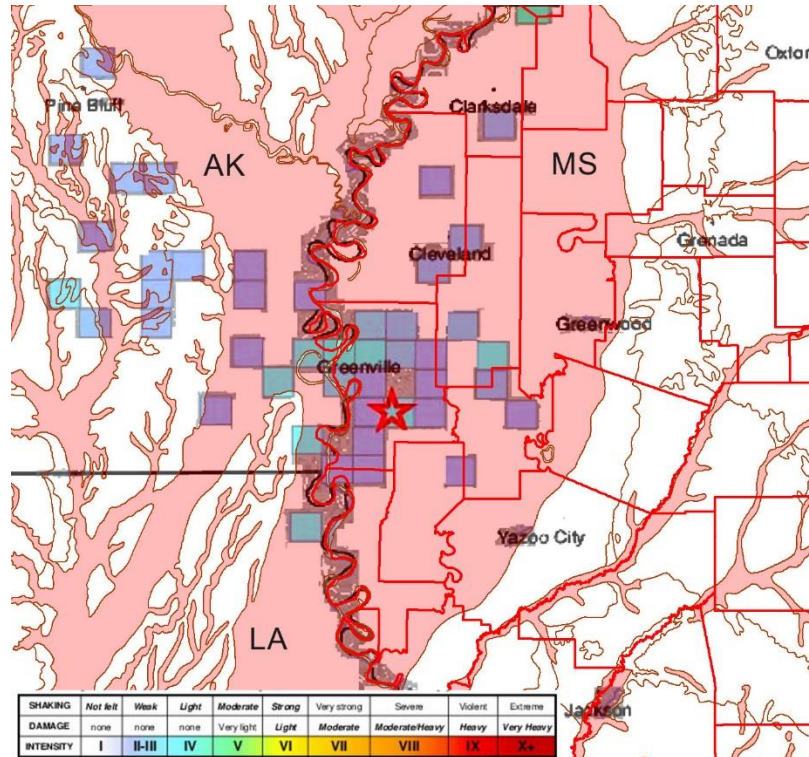 Oxfor
Pine Bluff
Clarksdale
AK
MS
Grenada
Cleveland
Greenwood
Greenville
Yazoo City
LA
Jackson
SHAKING Not felt Weak Light Moderate Strong Very strong Severe Violent Extreme
DAMAGE none none none Very light Light Moderate Moderate/Heavy Heavy Very Heavy
INTENSITY I II-III IV V VI VII VIII IX X+